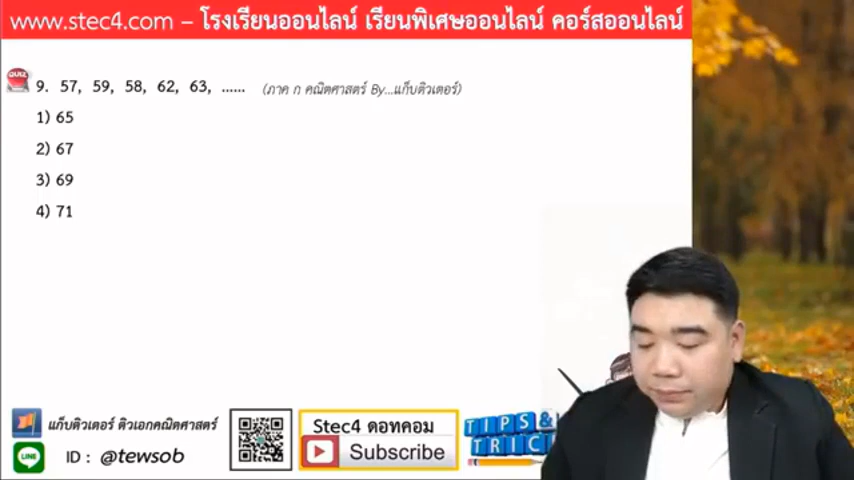 www.stec4.com – โรงเรียนออนไลน์ เรียนพิเศษออนไลน์ คอร์สออนไลน์
QUIZ
9. 57, 59, 58, 62, 63, ...... (ภาค ก คณิตศาสตร์ By...แก็บติวเตอร์)
1) 65
2) 67
3) 69
4) 71
แก็บติวเตอร์ ติวเอกคณิตศาสตร์
LINE
ID : @tewsob
Stec4 ดอทคอม
Subscribe
TIPS &
TRIC